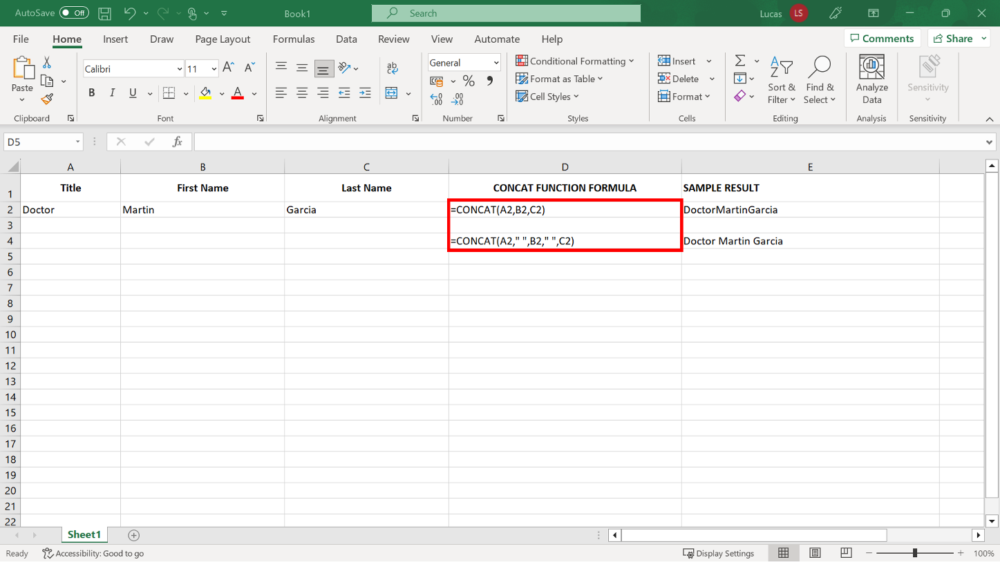 AutoSave Off Book1 Search Lucas LS
File Home Insert Draw Page Layout Formulas Data Review View Automate Help Comments Share
Paste Calibri 11 A A General Conditional Formatting Insert
B I U A ab % , Format as Table Delete Sort & Find & Analyze Sensitivity
.00 .00 Cell Styles Format Filter Select Data
Clipboard Font Alignment Number Styles Cells Editing Analysis Sensitivity
D5 fx
A B C D E
1 Title First Name Last Name CONCAT FUNCTION FORMULA SAMPLE RESULT
2 Doctor Martin Garcia =CONCAT(A2,B2,C2) DoctorMartinGarcia
3
4 =CONCAT(A2," ",B2," ",C2) Doctor Martin Garcia
5
6
7
8
9
10
11
12
13
14
15
16
17
18
19
20
21
22
Sheet1
Ready Accessibility: Good to go Display Settings 100%